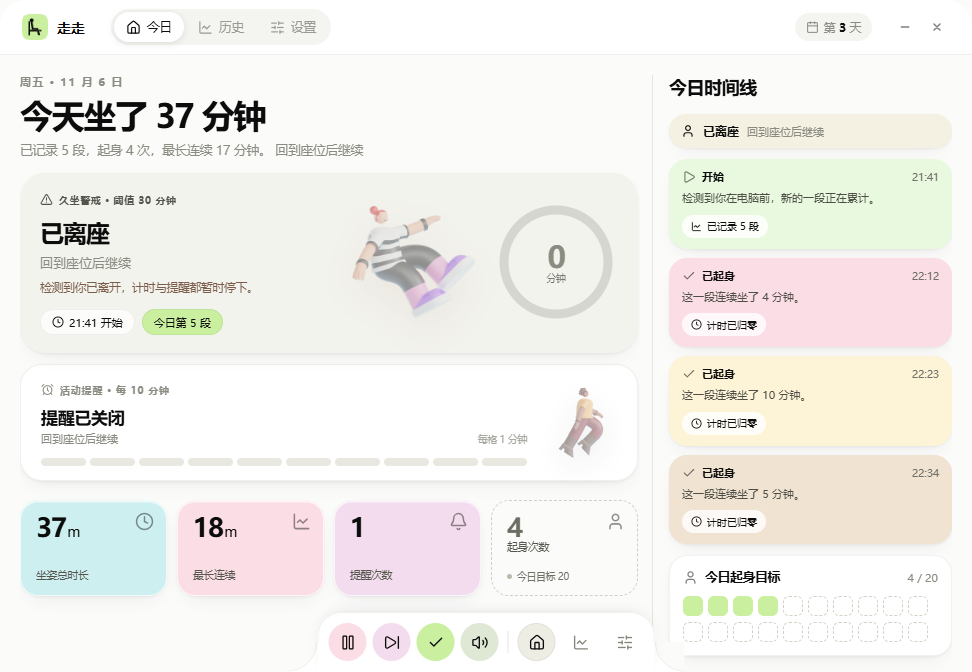 走走
今日
历史
设置
第 3 天
周五 • 11 月 6 日
今天坐了 37 分钟
已记录 5 段，起身 4 次，最长连续 17 分钟。 回到座位后继续
久坐警戒 • 阈值 30 分钟
已离座
回到座位后继续
检测到你已离开，计时与提醒都暂时停下。
21:41 开始
今日第 5 段
0
分钟
活动提醒 • 每 10 分钟
提醒已关闭
回到座位后继续
每格 1 分钟
37m
坐姿总时长
18m
最长连续
1
提醒次数
4
起身次数
今日目标 20
今日时间线
已离座 回到座位后继续
开始 21:41
检测到你在电脑前，新的一段正在累计。
已记录 5 段
已起身 22:12
这一段连续坐了 4 分钟。
计时已归零
已起身 22:23
这一段连续坐了 10 分钟。
计时已归零
已起身 22:34
这一段连续坐了 5 分钟。
计时已归零
今日起身目标 4 / 20